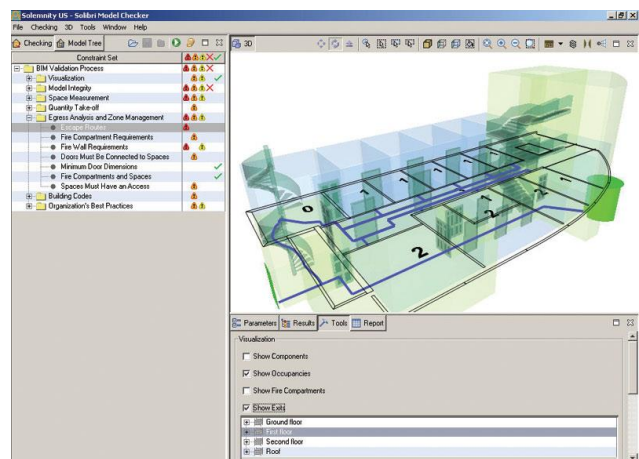 Solemnity US - Solibri Model Checker
File Checking 3D Tools Window Help
Checking Model Tree
3D
Constraint Set
BIM Validation Process
Visualization
Model Integrity
Space Measurement
Quantity Take-off
Egress Analysis and Zone Management
Escape Routes
Fire Compartment Requirements
Fire Wall Requirements
Doors Must Be Connected to Spaces
Minimum Door Dimensions
Fire Compartments and Spaces
Spaces Must Have an Access
Building Codes
Organization's Best Practices
0 1 1 1 1 1
2 2 2 1 1
Parameters Results Tools Report
Visualization
Show Components
Show Occupancies
Show Fire Compartments
Show Exits
Ground floor
First floor
Second floor
Roof